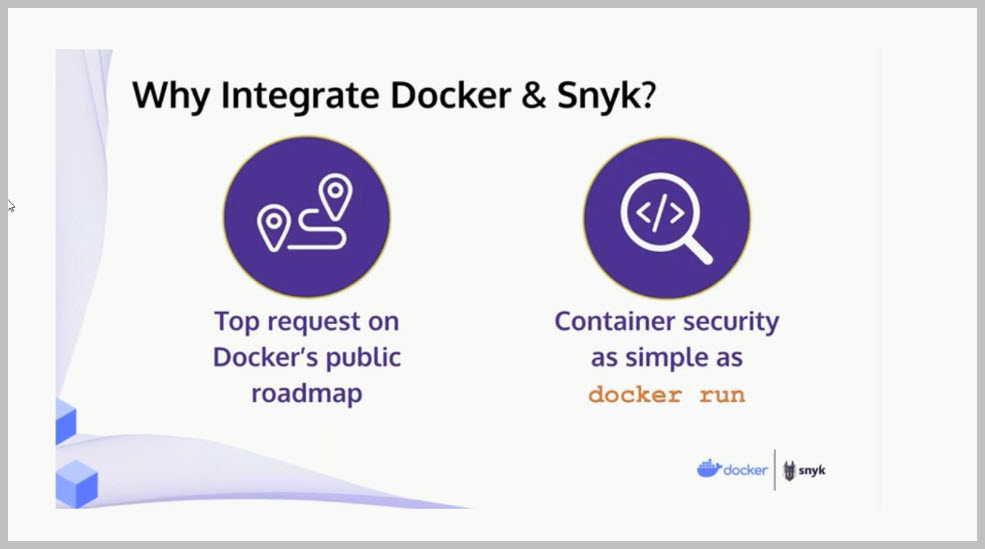 Why Integrate Docker & Snyk?
Top request on
Docker's public
roadmap
</>
Container security
as simple as
docker run
docker | snyk